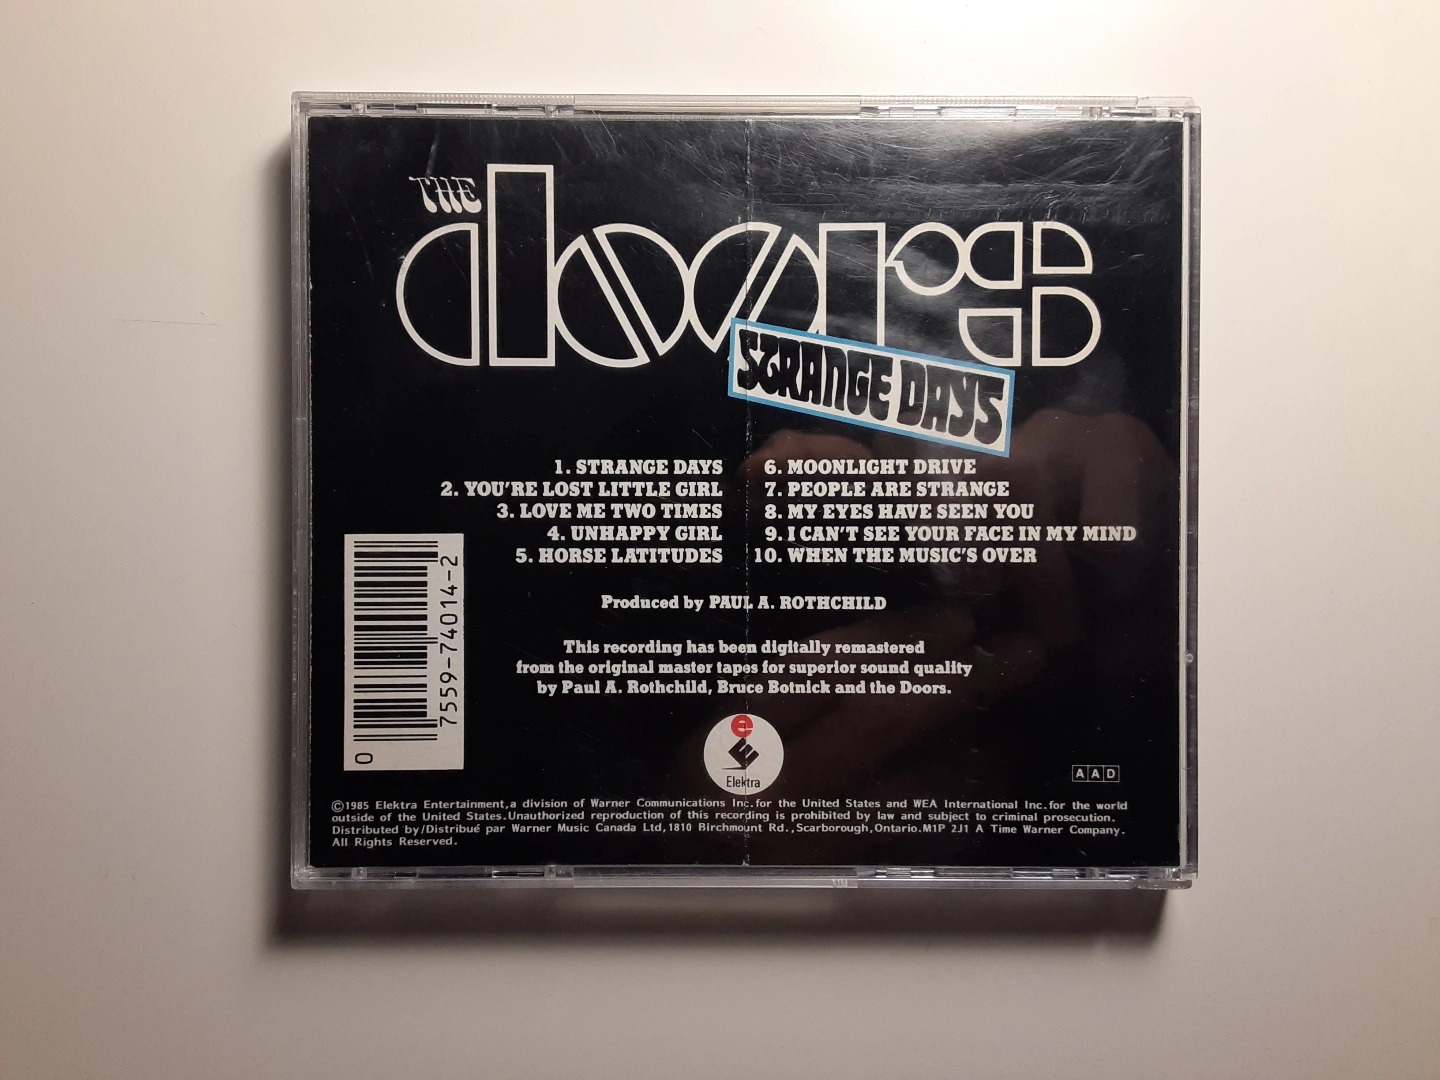 THE
doors
STRANGE DAYS
1. STRANGE DAYS
2. YOU'RE LOST LITTLE GIRL
3. LOVE ME TWO TIMES
4. UNHAPPY GIRL
5. HORSE LATITUDES
6. MOONLIGHT DRIVE
7. PEOPLE ARE STRANGE
8. MY EYES HAVE SEEN YOU
9. I CAN'T SEE YOUR FACE IN MY MIND
10. WHEN THE MUSIC'S OVER
0 7559-74014-2
Produced by PAUL A. ROTHCHILD
This recording has been digitally remastered
from the original master tapes for superior sound quality
by Paul A. Rothchild, Bruce Botnick and the Doors.
e
E
Elektra
AAD
©1985 Elektra Entertainment,a division of Warner Communications Inc.for the United States and WEA International Inc.for the world
outside of the United States.Unauthorized reproduction of this recording is prohibited by law and subject to criminal prosecution.
Distributed by/Distribué par Warner Music Canada Ltd,1810 Birchmount Rd.,Scarborough,Ontario.M1P 2J1 A Time Warner Company.
All Rights Reserved.